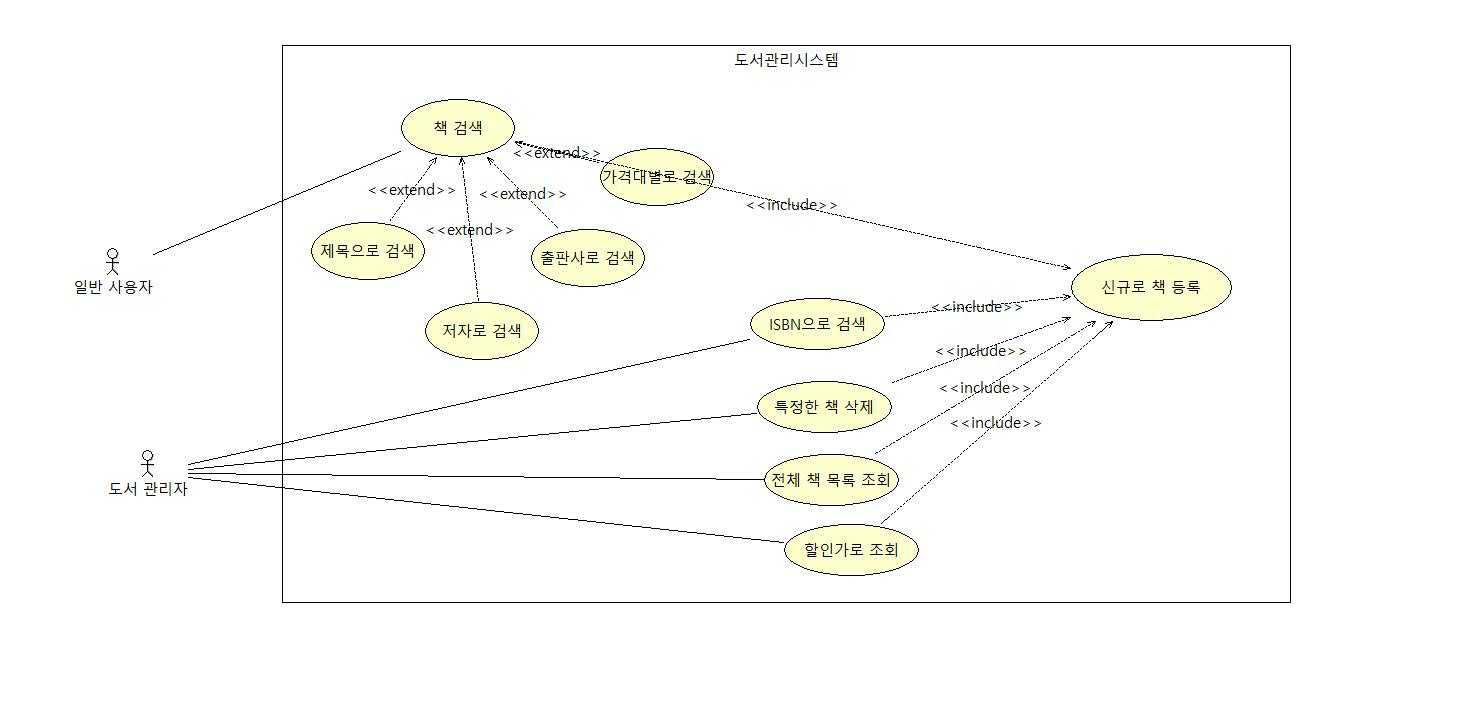 도서관리시스템
책 검색
<<extend>>
가격대별로 검색
<<extend>>
<<extend>>
<<include>>
<<extend>>
제목으로 검색
출판사로 검색
일반 사용자
신규로 책 등록
<<include>>
ISBN으로 검색
저자로 검색
<<include>>
<<include>>
특정한 책 삭제
<<include>>
전체 책 목록 조회
도서 관리자
할인가로 조회